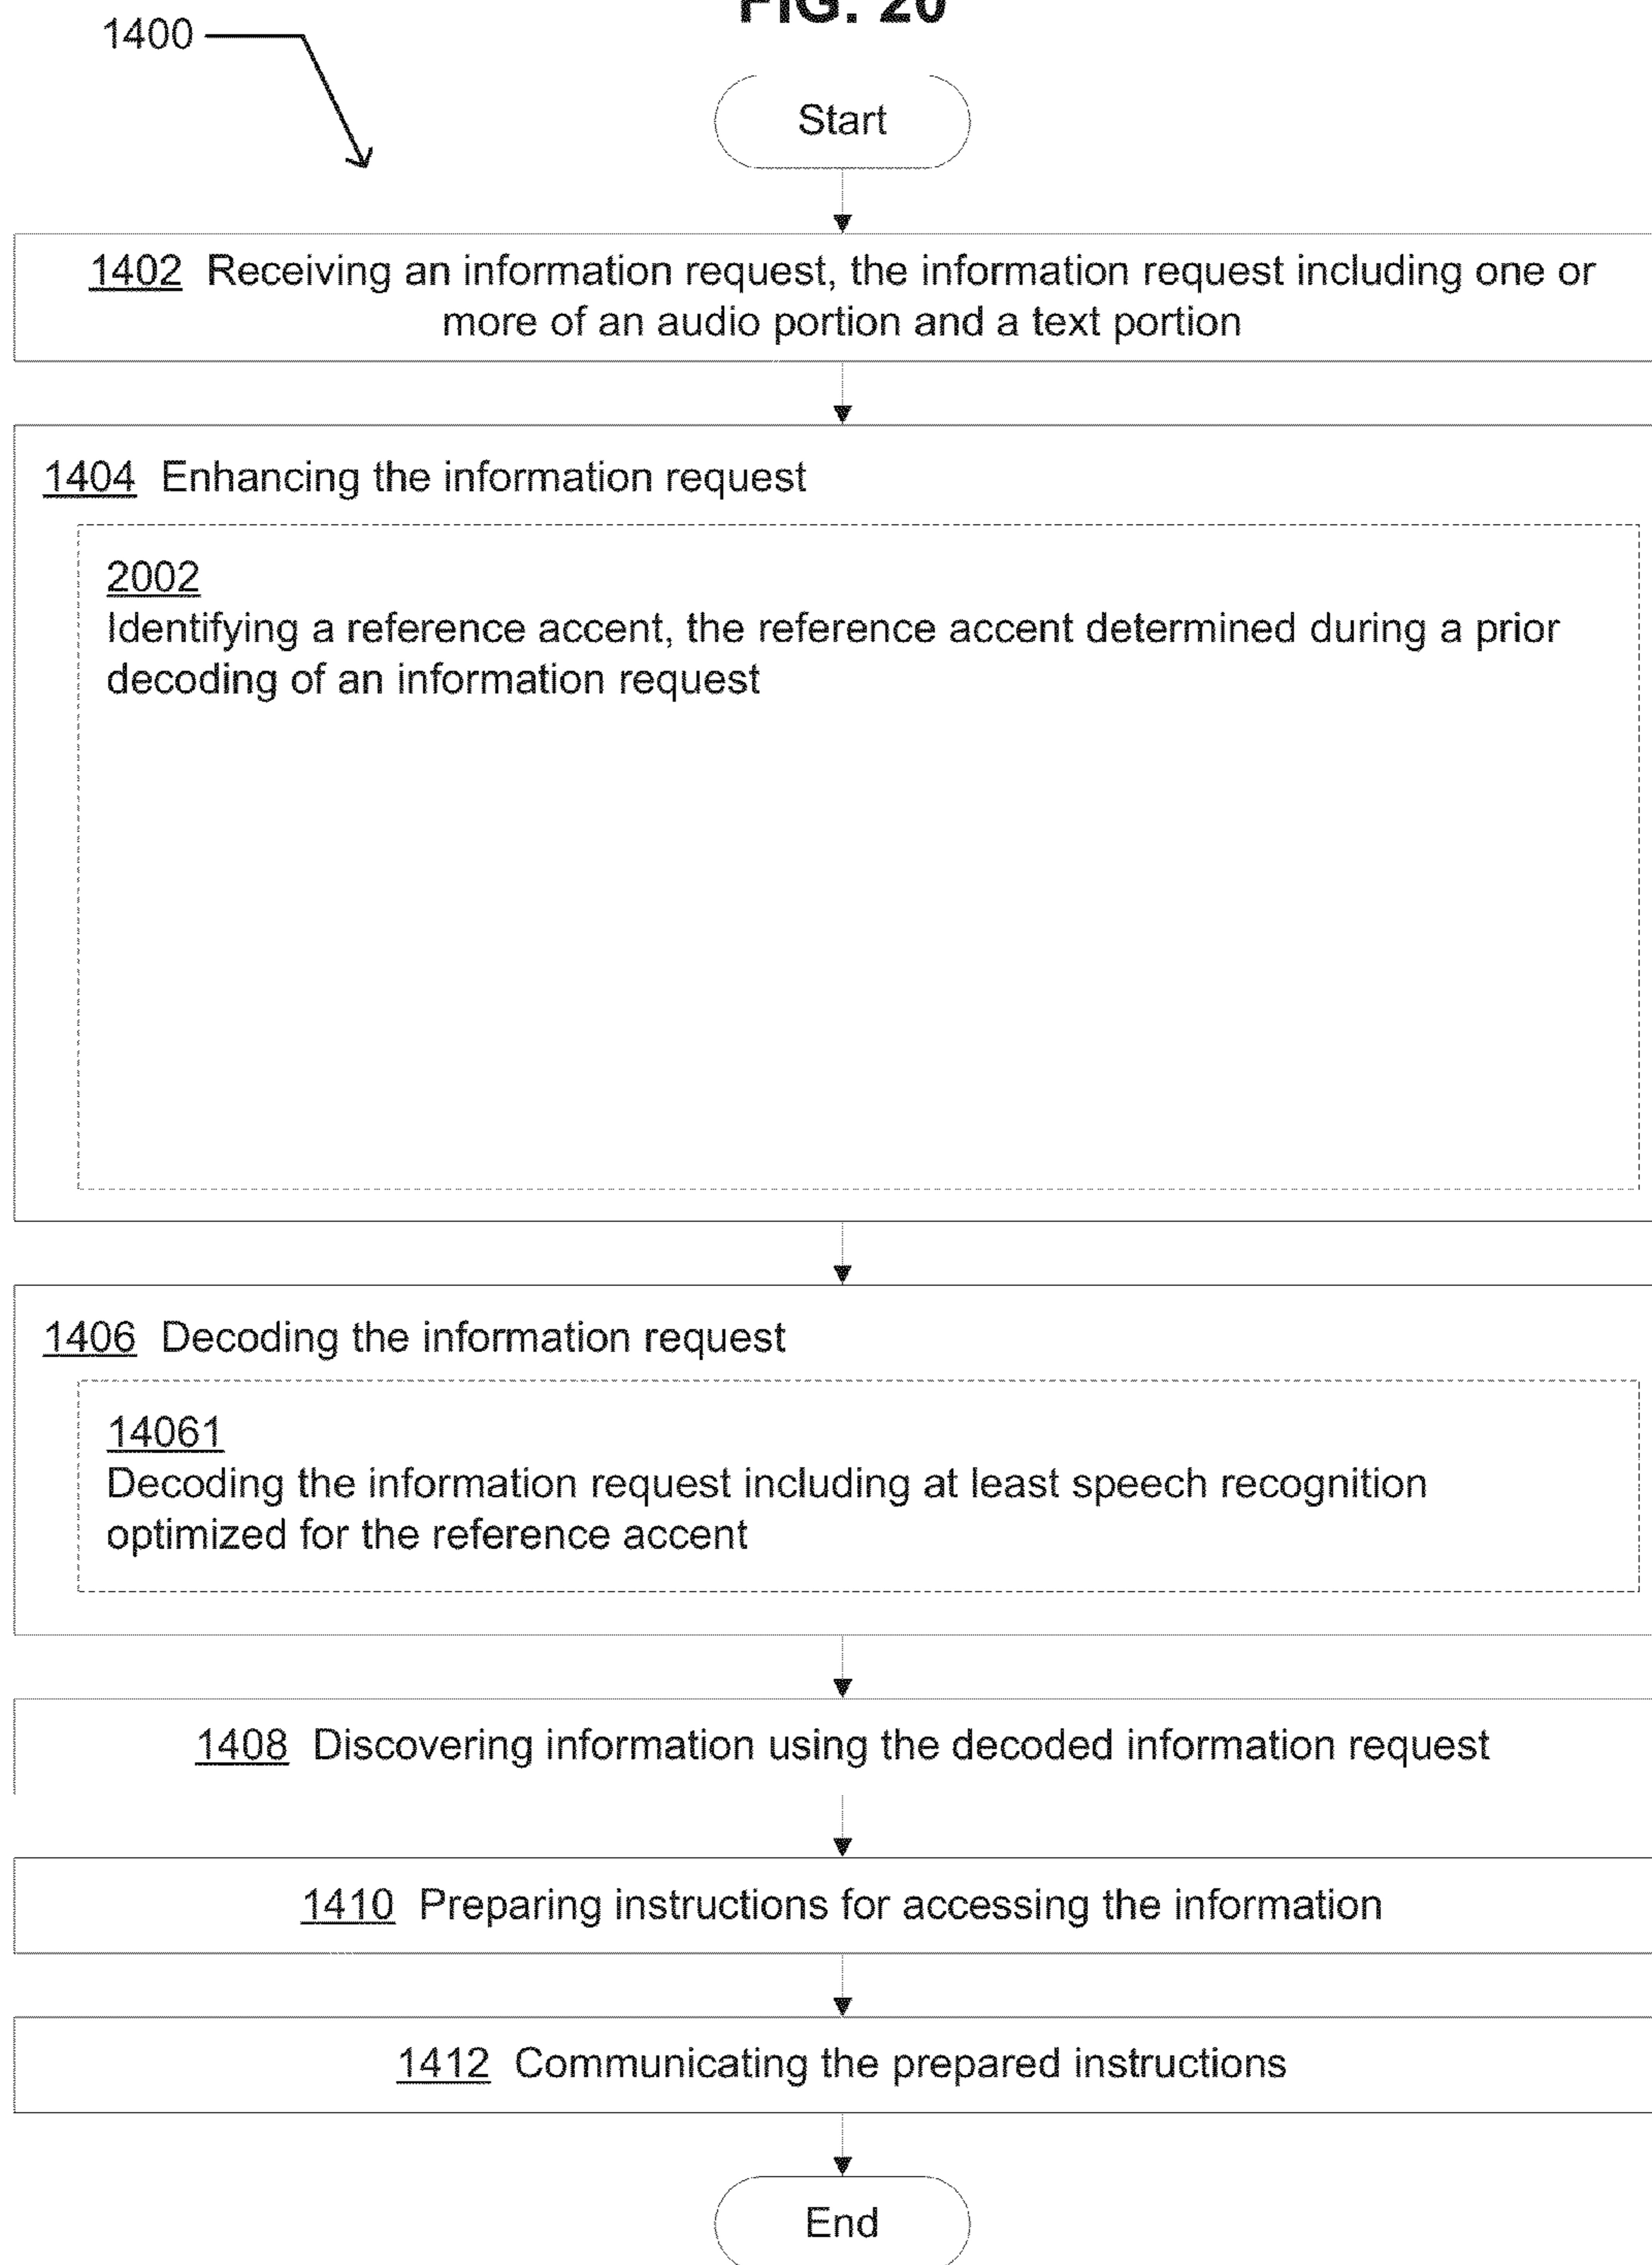 FIG. 20
1400
Start
1402 Receiving an information request, the information request including one or
more of an audio portion and a text portion
1404 Enhancing the information request
2002
Identifying a reference accent, the reference accent determined during a prior
decoding of an information request
1406 Decoding the information request
14061
Decoding the information request including at least speech recognition
optimized for the reference accent
1408 Discovering information using the decoded information request
1410 Preparing instructions for accessing the information
1412 Communicating the prepared instructions
End